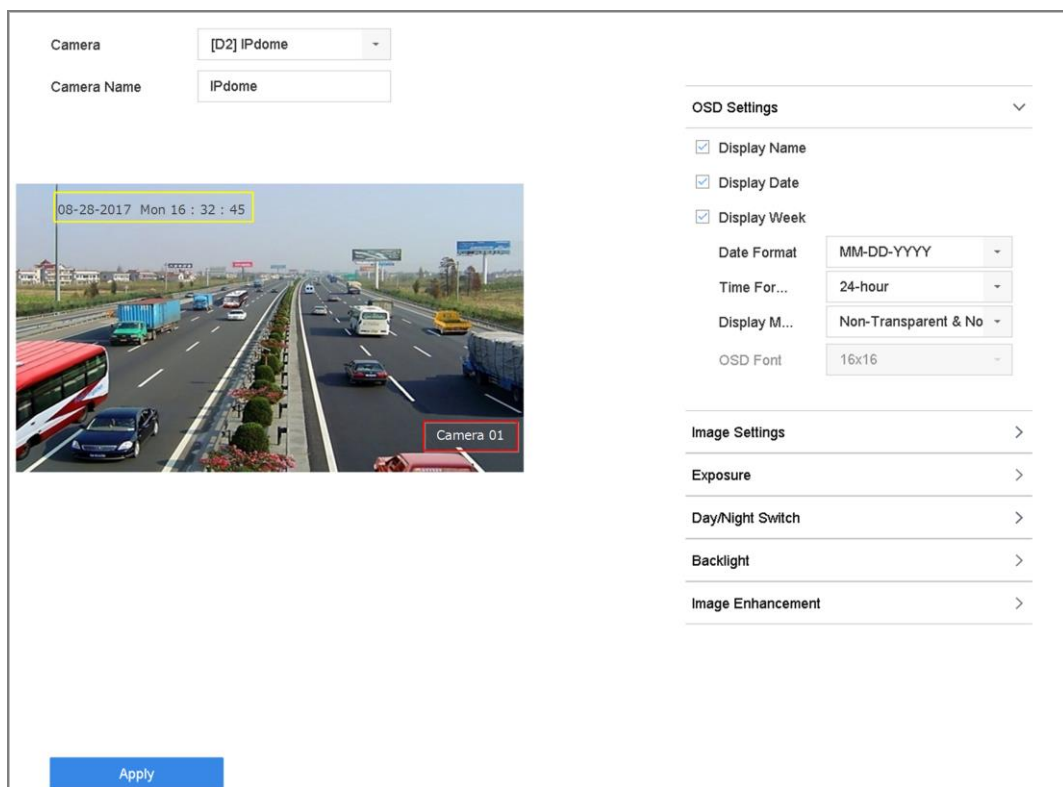 Camera [D2] IPdome
Camera Name IPdome
OSD Settings
Display Name
Display Date
Display Week
Date Format MM-DD-YYYY
Time For... 24-hour
Display M... Non-Transparent & No
OSD Font 16x16
08-28-2017 Mon 16 : 32 : 45
Camera 01
Image Settings
Exposure
Day/Night Switch
Backlight
Image Enhancement
Apply